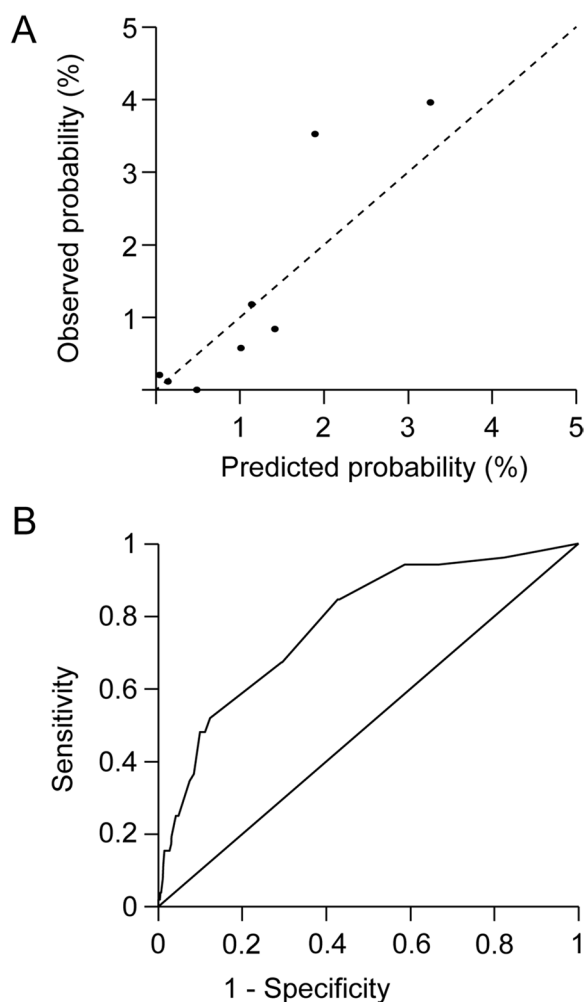 A
Observed probability (%)
5
4
3
2
1
1 2 3 4 5
Predicted probability (%)
B
Sensitivity
1
0.8
0.6
0.4
0.2
0
0 0.2 0.4 0.6 0.8 1
1 - Specificity